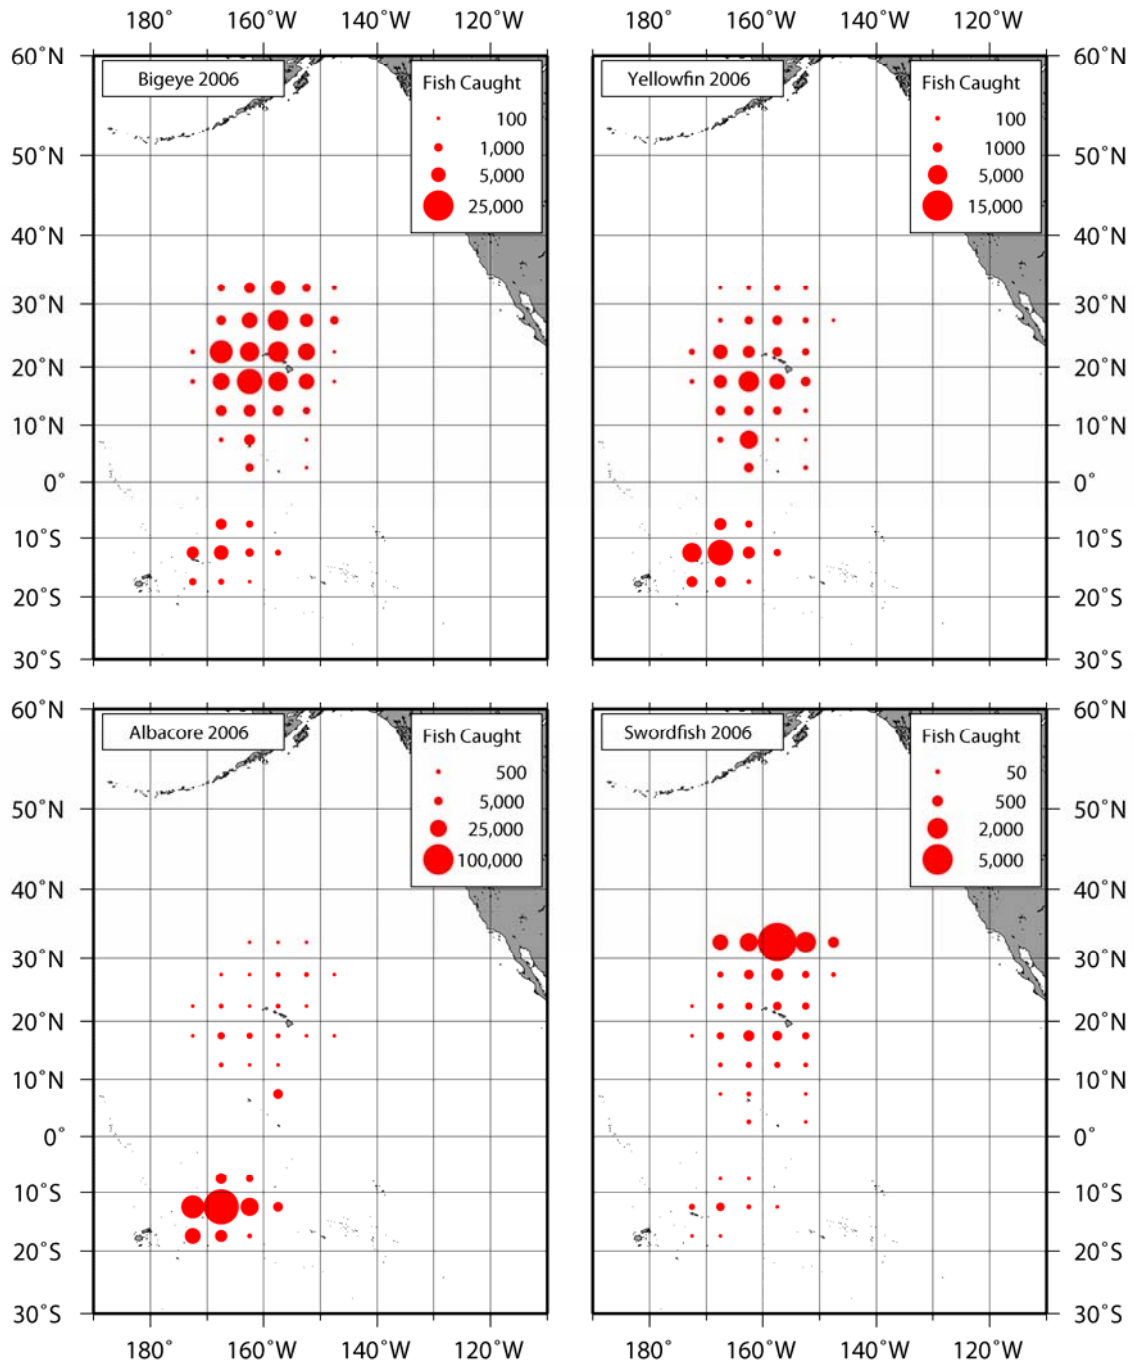 180° 160°W 140°W 120°W 180° 160°W 140°W 120°W
60°N 60°N
Bigeye 2006 Fish Caught Yellowfin 2006 Fish Caught
100 100
50°N 1,000 1000 50°N
5,000 5,000
25,000 15,000
40°N 40°N
30°N 30°N
20°N 20°N
10°N 10°N
0° 0°
10°S 10°S
20°S 20°S
30°S 30°S
60°N 60°N
Albacore 2006 Fish Caught Swordfish 2006 Fish Caught
500 50
50°N 5,000 500 50°N
25,000 2,000
100,000 5,000
40°N 40°N
30°N 30°N
20°N 20°N
10°N 10°N
0° 0°
10°S 10°S
20°S 20°S
30°S 30°S
180° 160°W 140°W 120°W 180° 160°W 140°W 120°W